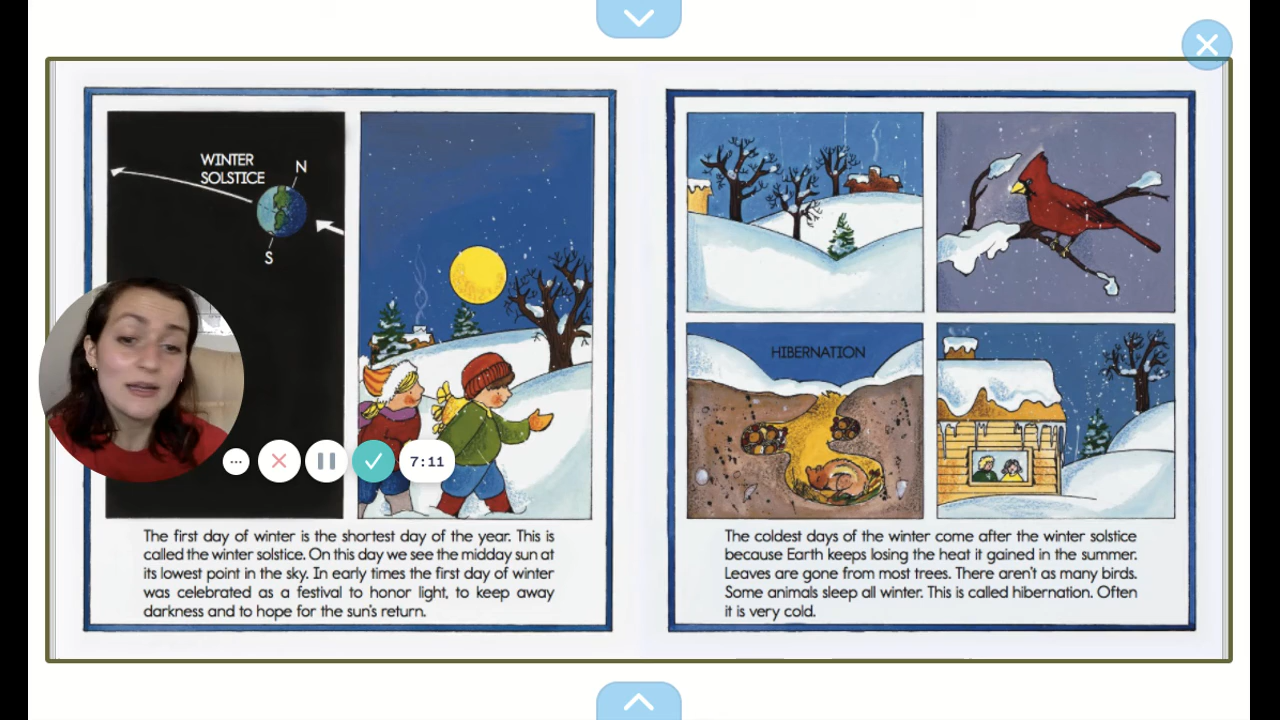 WINTER
SOLSTICE
N
S
HIBERNATION
7:11
The first day of winter is the shortest day of the year. This is
called the winter solstice. On this day we see the midday sun at
its lowest point in the sky. In early times the first day of winter
was celebrated as a festival to honor light, to keep away
darkness and to hope for the sun's return.
The coldest days of the winter come after the winter solstice
because Earth keeps losing the heat it gained in the summer.
Leaves are gone from most trees. There aren't as many birds.
Some animals sleep all winter. This is called hibernation. Often
it is very cold.